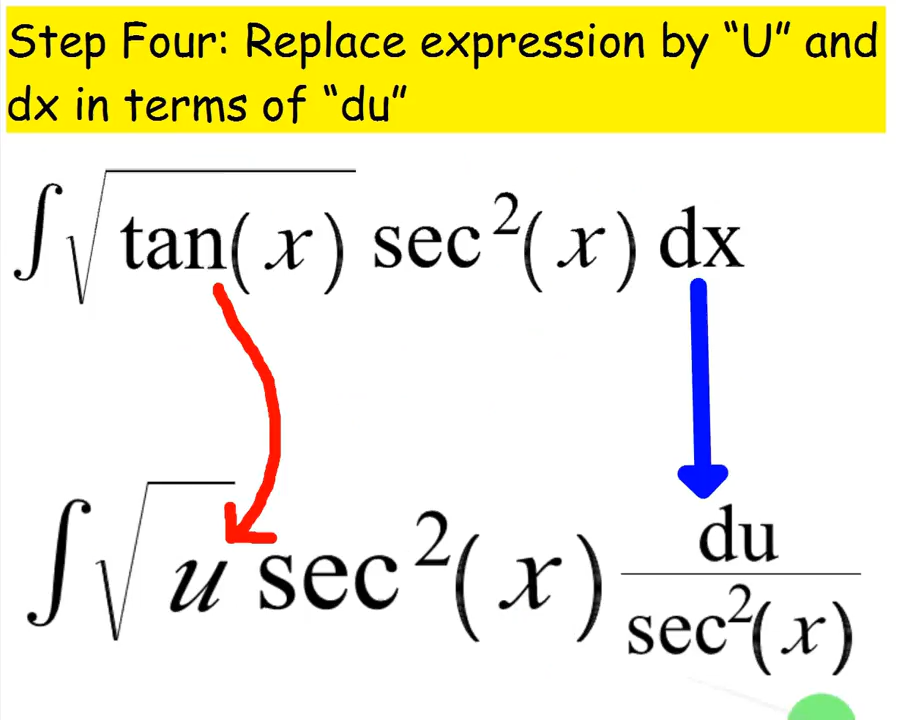 Step Four: Replace expression by “U” and
dx in terms of “du”
∫√tan(x) sec²(x) dx
∫√u sec²(x) du/sec²(x)